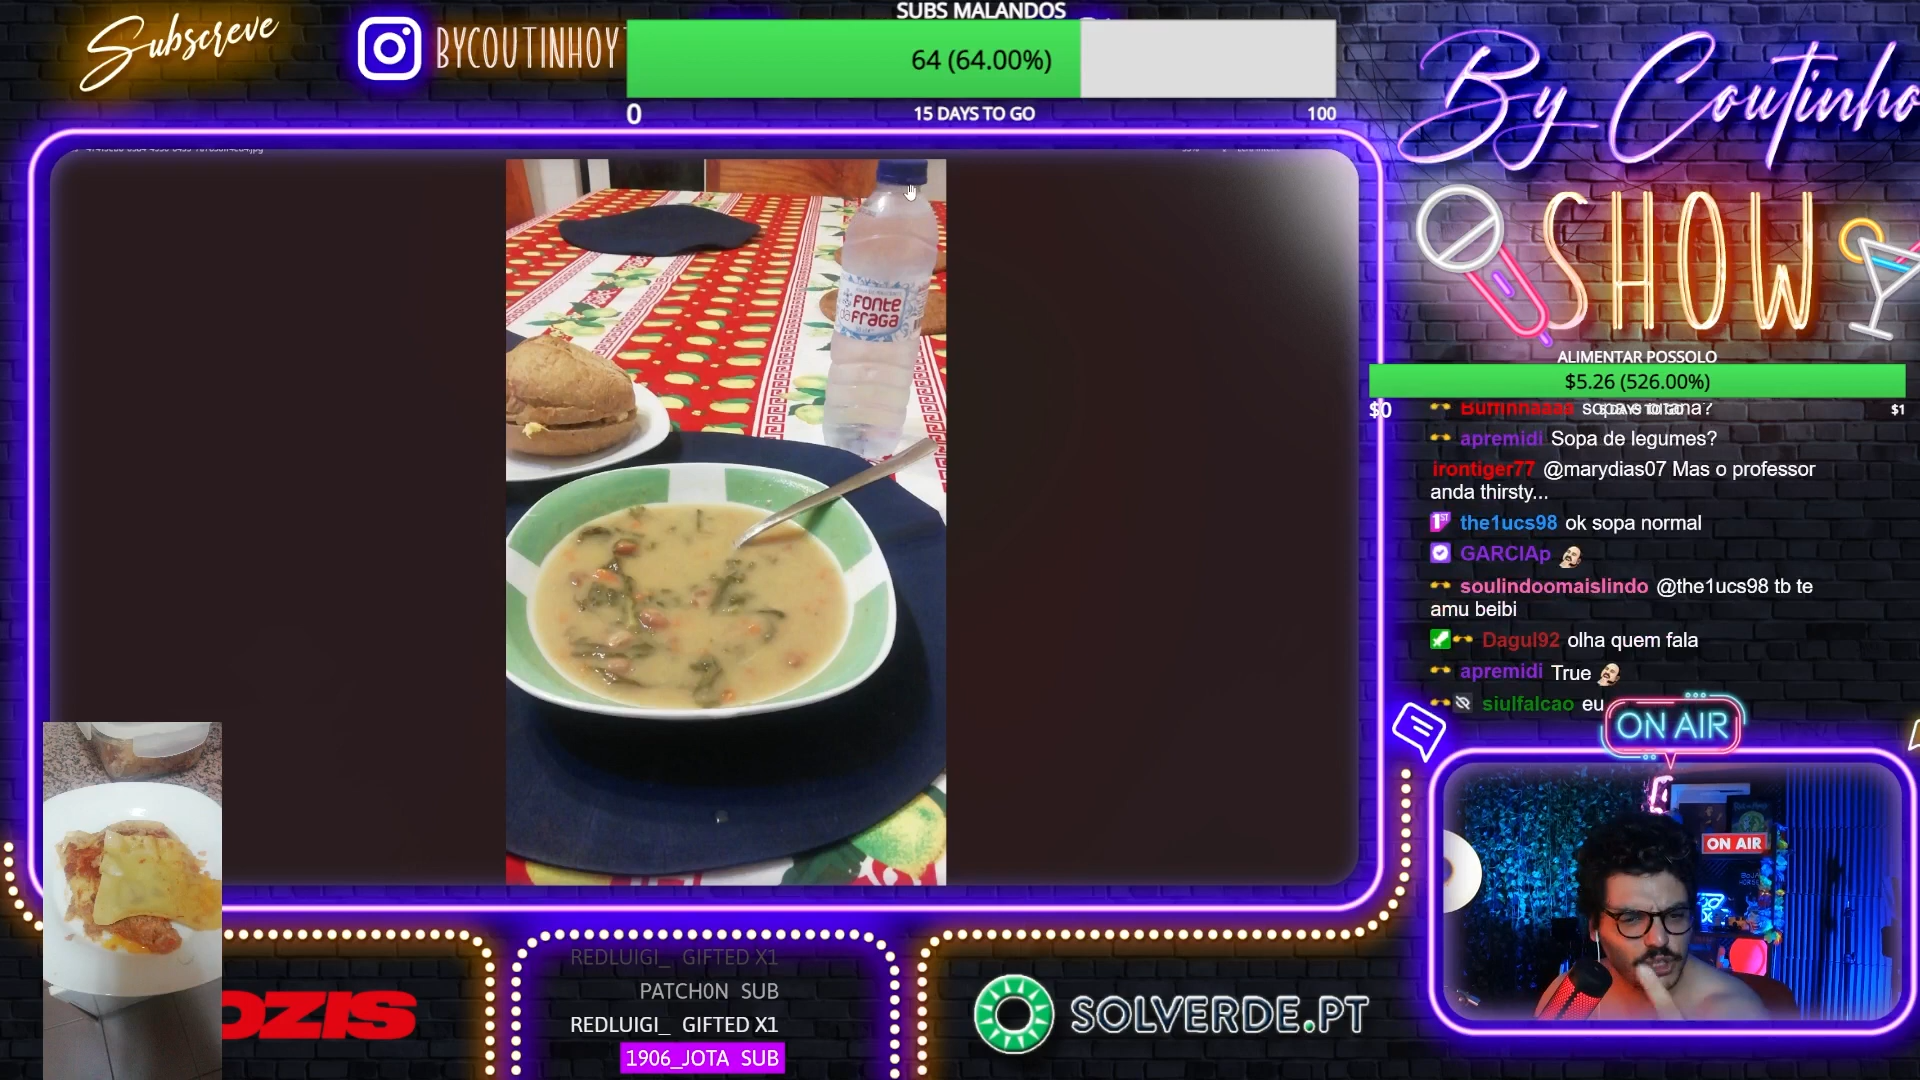 Subscreve
BYCOUTINHOY
SUBS MALANDOS
64 (64.00%)
0
15 DAYS TO GO
100
By Coutinho
SHOW
FONTE
da FRAGA
ALIMENTAR POSSOLO
$5.26 (526.00%)
$0
$1
apremidi Sopa de legumes?
irontiger77 @marydias07 Mas o professor
anda thirsty...
the1ucs98 ok sopa normal
GARCIAp
soulindoomaislindo @the1ucs98 tb te
amu beibi
Dagul92 olha quem fala
apremidi True
siulfalcao eu
ON AIR
ON AIR
REDLUIGI_ GIFTED X1
PATCH0N SUB
REDLUIGI_ GIFTED X1
1906_JOTA SUB
OZIS
SOLVERDE.PT